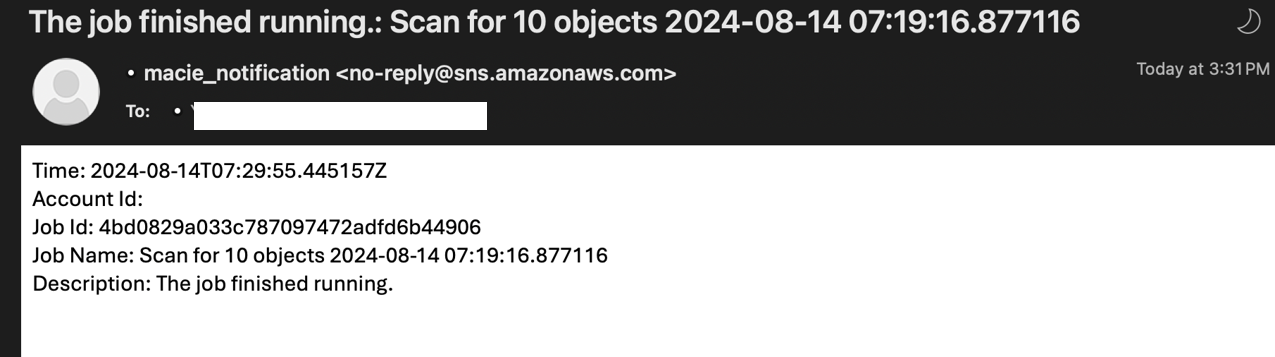 The job finished running.: Scan for 10 objects 2024-08-14 07:19:16.877116
• macie_notification <no-reply@sns.amazonaws.com>
Today at 3:31 PM
To: •
Time: 2024-08-14T07:29:55.445157Z
Account Id:
Job Id: 4bd0829a033c787097472adfd6b44906
Job Name: Scan for 10 objects 2024-08-14 07:19:16.877116
Description: The job finished running.